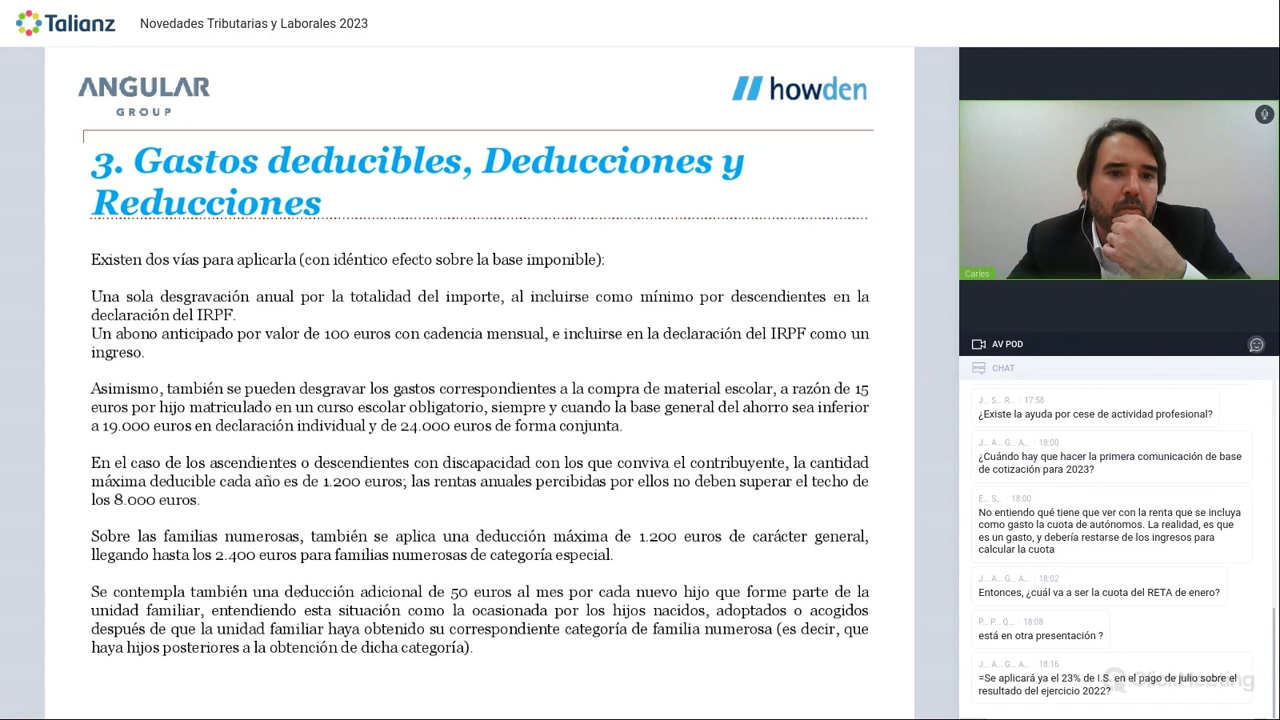 Talianz
Novedades Tributarias y Laborales 2023
ANGULAR
GROUP
howden
3. Gastos deducibles, Deducciones y
Reducciones
Existen dos vías para aplicarla (con idéntico efecto sobre la base imponible):
Una sola desgravación anual por la totalidad del importe, al incluirse como mínimo por descendientes en la
declaración del IRPF.
Un abono anticipado por valor de 100 euros con cadencia mensual, e incluirse en la declaración del IRPF como un
ingreso.
Asimismo, también se pueden desgravar los gastos correspondientes a la compra de material escolar, a razón de 15
euros por hijo matriculado en un curso escolar obligatorio, siempre y cuando la base general del ahorro sea inferior
a 19.000 euros en declaración individual y de 24.000 euros de forma conjunta.
En el caso de los ascendientes o descendientes con discapacidad con los que conviva el contribuyente, la cantidad
máxima deducible cada año es de 1.200 euros; las rentas anuales percibidas por ellos no deben superar el techo de
los 8.000 euros.
Sobre las familias numerosas, también se aplica una deducción máxima de 1.200 euros de carácter general,
llegando hasta los 2.400 euros para familias numerosas de categoría especial.
Se contempla también una deducción adicional de 50 euros al mes por cada nuevo hijo que forme parte de la
unidad familiar, entendiendo esta situación como la ocasionada por los hijos nacidos, adoptados o acogidos
después de que la unidad familiar haya obtenido su correspondiente categoría de familia numerosa (es decir, que
haya hijos posteriores a la obtención de dicha categoría).
Carles
AV POD
CHAT
J... S... R... 17:58
¿Existe la ayuda por cese de actividad profesional?
J... A... G... A... 18:00
¿Cuándo hay que hacer la primera comunicación de base
de cotización para 2023?
E... S... 18:00
No entiendo qué tiene que ver con la renta que se incluya
como gasto la cuota de autónomos. La realidad, es que
es un gasto, y debería restarse de los ingresos para
calcular la cuota
J... A... G... A... 18:02
Entonces, ¿cuál va a ser la cuota del RETA de enero?
P... P... Q... 18:08
está en otra presentación ?
J... A... G... A... 18:16
=Se aplicará ya el 23% de I.S. en el pago de julio sobre el
resultado del ejercicio 2022?
ClickMeeting